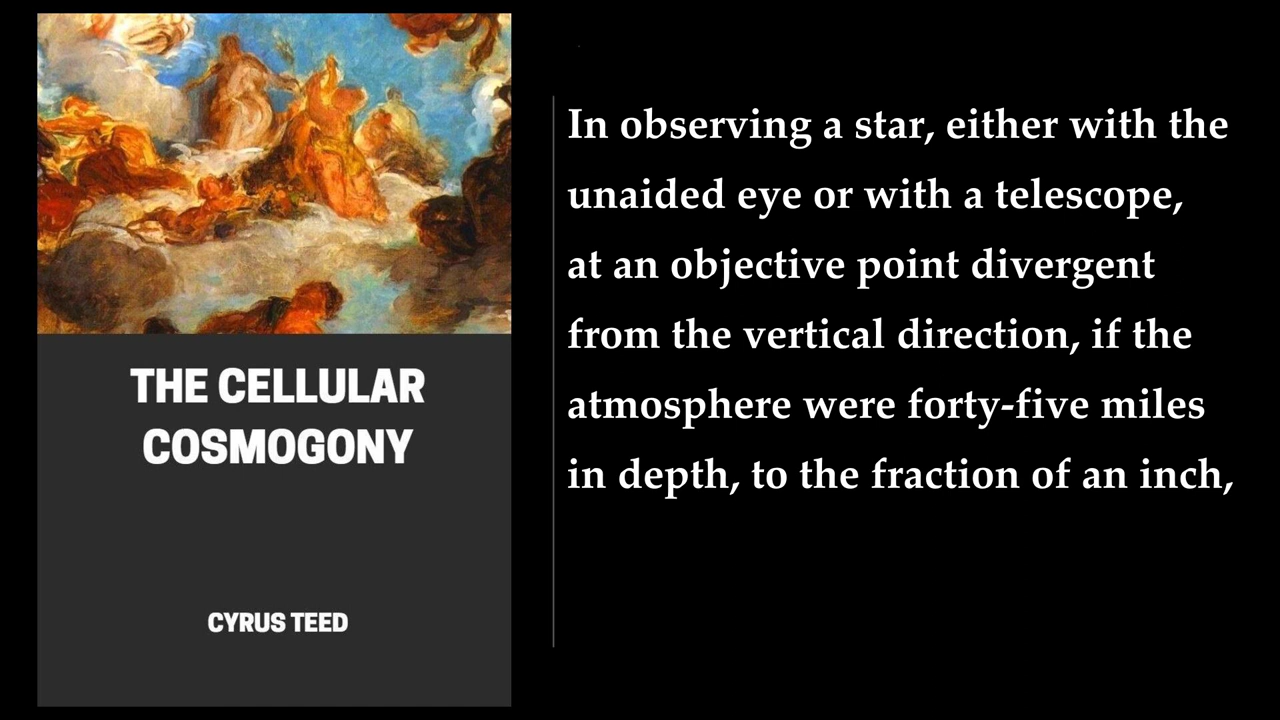 THE CELLULAR
COSMOGONY
CYRUS TEED
In observing a star, either with the
unaided eye or with a telescope,
at an objective point divergent
from the vertical direction, if the
atmosphere were forty-five miles
in depth, to the fraction of an inch,